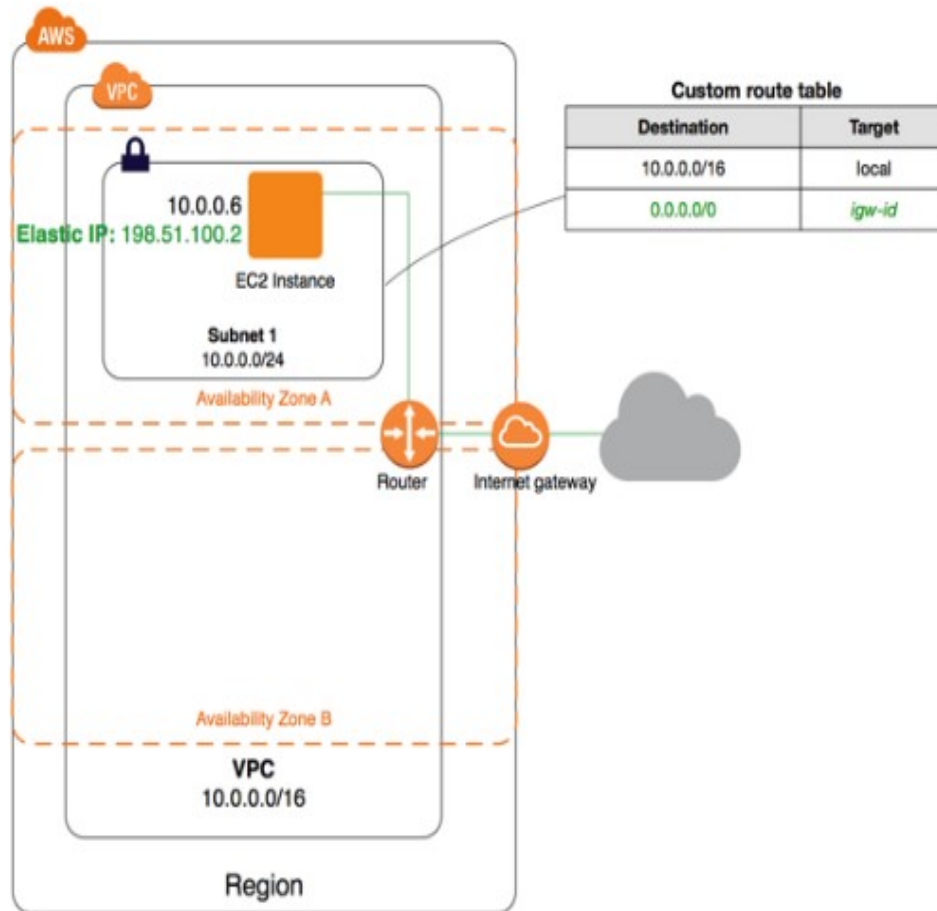 AWS
VPC
Custom route table
Destination Target
10.0.0.0/16 local
0.0.0.0/0 igw-id
10.0.0.6
Elastic IP: 198.51.100.2
EC2 Instance
Subnet 1
10.0.0.0/24
Availability Zone A
Router
Internet gateway
Availability Zone B
VPC
10.0.0.0/16
Region